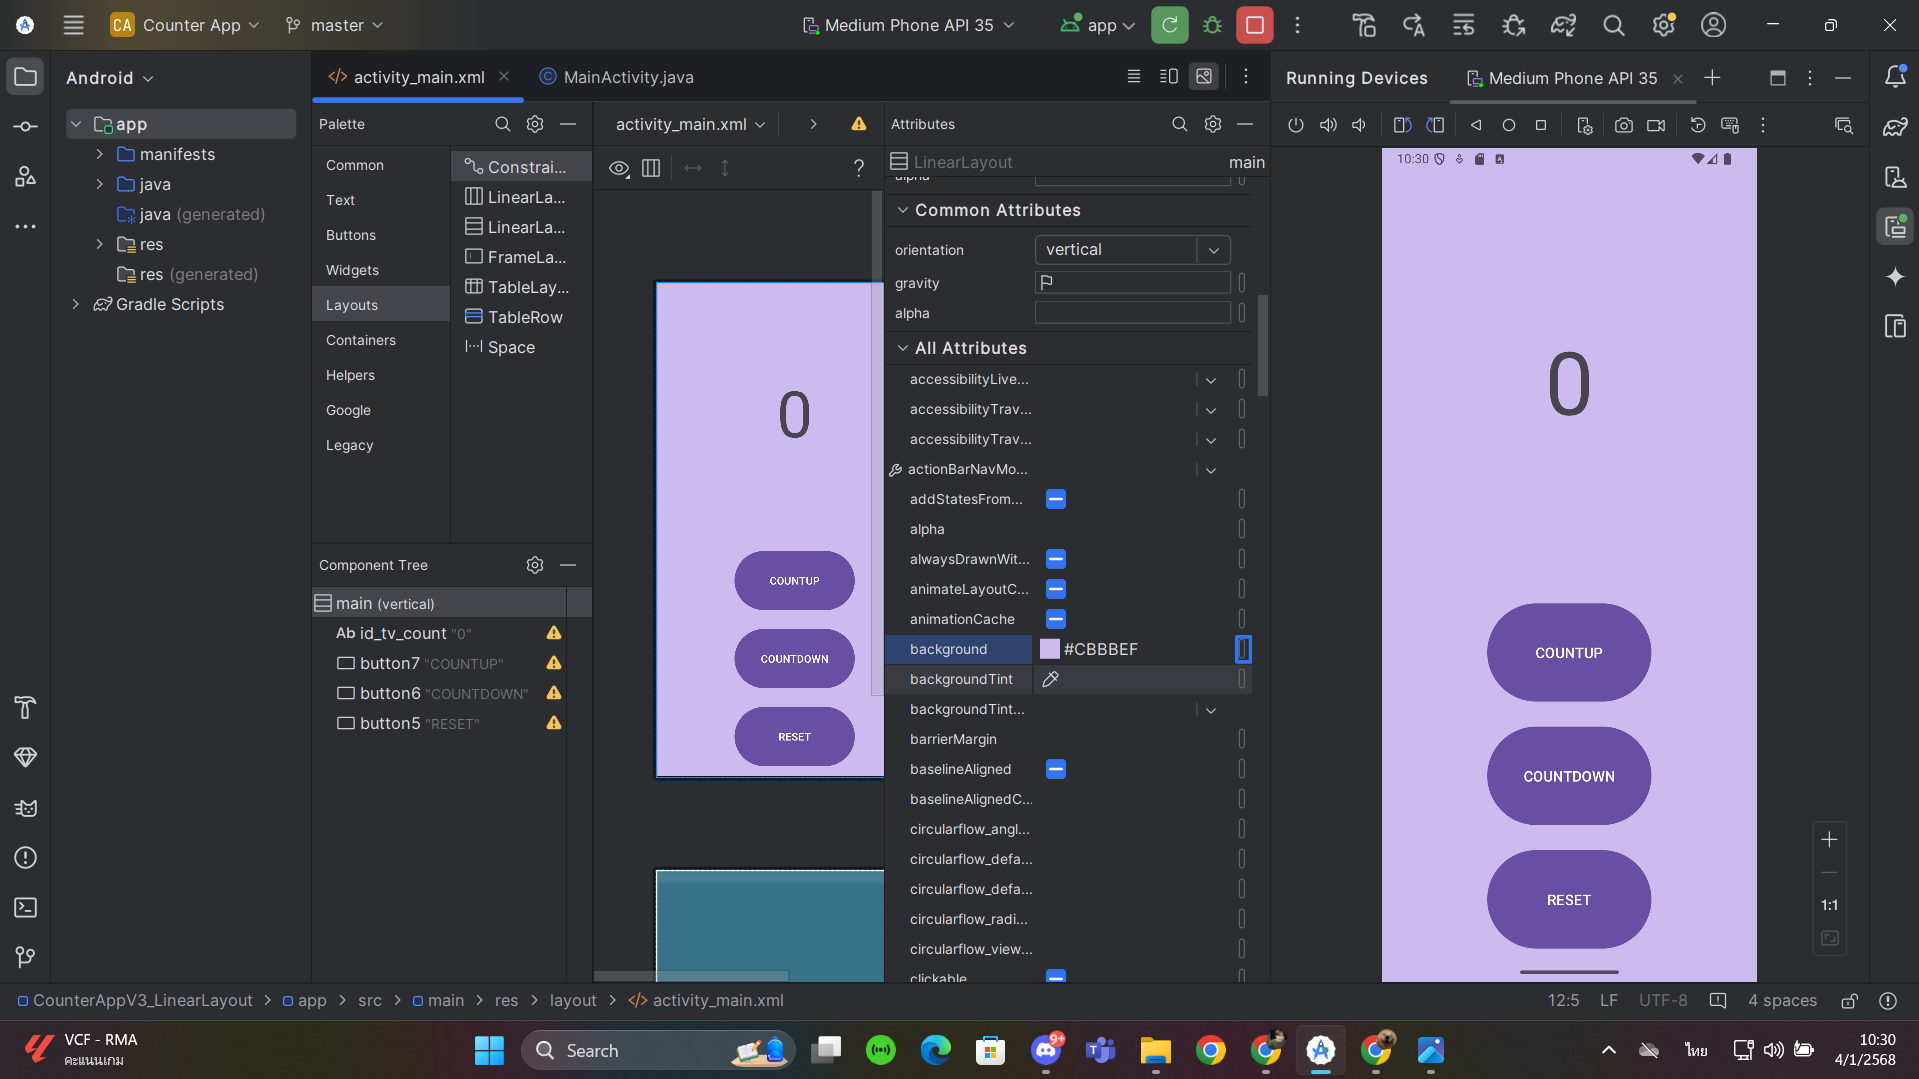 CA Counter App master Medium Phone API 35 app
Android
app
manifests
java
java (generated)
res
res (generated)
Gradle Scripts
</> activity_main.xml
C MainActivity.java
Palette
Common
Text
Buttons
Widgets
Layouts
Containers
Helpers
Google
Legacy
Constrai...
LinearLa...
LinearLa...
FrameLa...
TableLay...
TableRow
Space
Component Tree
main (vertical)
Ab id_tv_count "0"
button7 "COUNTUP"
button6 "COUNTDOWN"
button5 "RESET"
activity_main.xml
?
0
COUNTUP
COUNTDOWN
RESET
Attributes
LinearLayout main
alpha
Common Attributes
orientation vertical
gravity
alpha
All Attributes
accessibilityLive...
accessibilityTrav...
accessibilityTrav...
actionBarNavMo...
addStatesFrom...
alpha
alwaysDrawnWit...
animateLayoutC...
animationCache
background #CBBBEF
backgroundTint
backgroundTint...
barrierMargin
baselineAligned
baselineAlignedC...
circularflow_angl...
circularflow_defa...
circularflow_defa...
circularflow_radi...
circularflow_view...
clickable
Running Devices Medium Phone API 35
10:30
0
COUNTUP
COUNTDOWN
RESET
1:1
CounterAppV3_LinearLayout > app > src > main > res > layout > </> activity_main.xml
12:5 LF UTF-8 4 spaces
VCF - RMA
คะแนนเกม
Search
9+
ไทย
10:30
4/1/2568